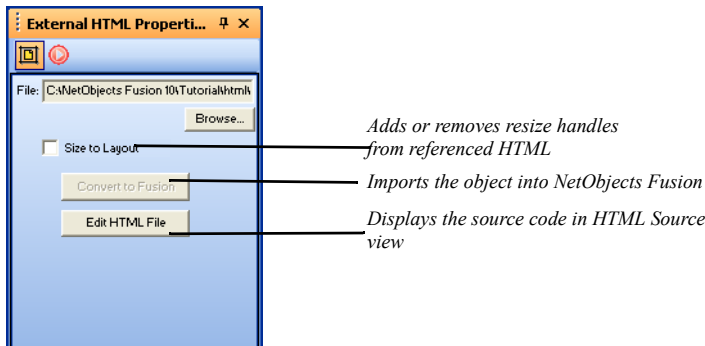 External HTML Properti...
File: C:\NetObjects Fusion 10\Tutorial\html\
Browse...
Size to Layout
Adds or removes resize handles
from referenced HTML
Convert to Fusion
Imports the object into NetObjects Fusion
Edit HTML File
Displays the source code in HTML Source
view